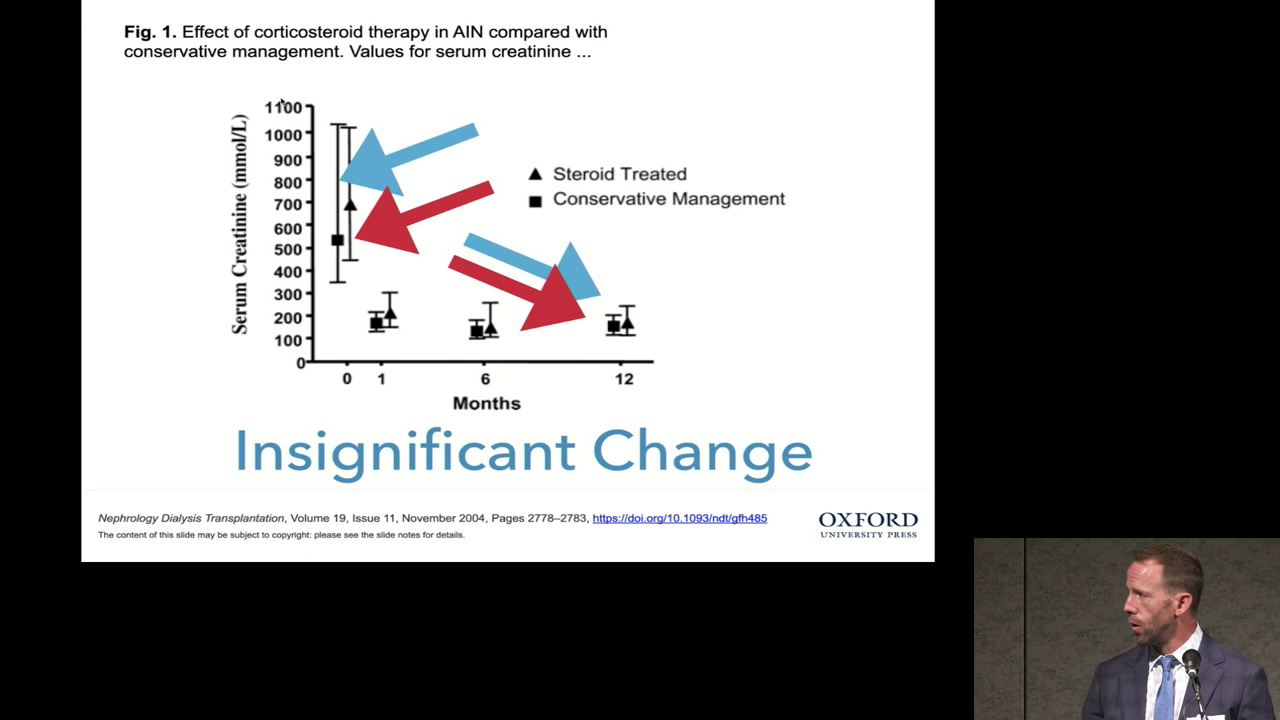 Fig. 1. Effect of corticosteroid therapy in AIN compared with
conservative management. Values for serum creatinine ...
Serum Creatinine (mmol/L)
1100
1000
900
800
700
600
500
400
300
200
100
0
Steroid Treated
Conservative Management
0 1 6 12
Months
Insignificant Change
Nephrology Dialysis Transplantation, Volume 19, Issue 11, November 2004, Pages 2778–2783, https://doi.org/10.1093/ndt/gfh485
The content of this slide may be subject to copyright: please see the slide notes for details.
OXFORD
UNIVERSITY PRESS